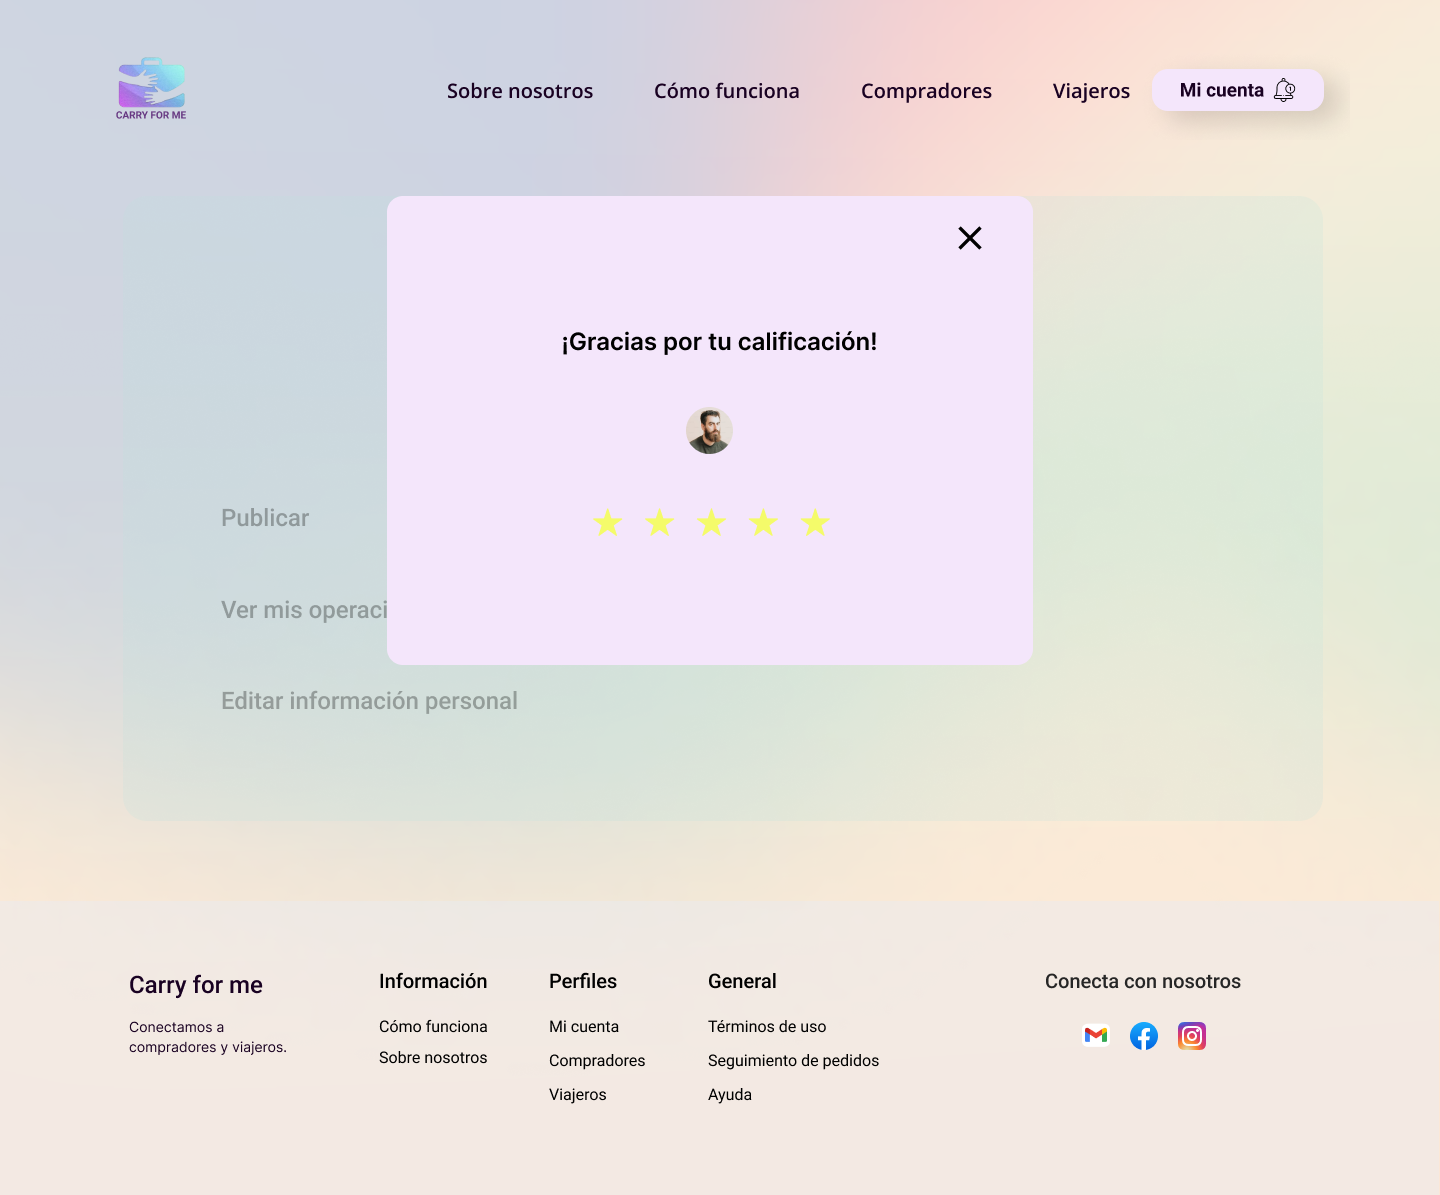 CARRY FOR ME
Sobre nosotros
Cómo funciona
Compradores
Viajeros
Mi cuenta
¡Gracias por tu calificación!
Publicar
Ver mis operaci
Editar información personal
Carry for me
Conectamos a
compradores y viajeros.
Información
Cómo funciona
Sobre nosotros
Perfiles
Mi cuenta
Compradores
Viajeros
General
Términos de uso
Seguimiento de pedidos
Ayuda
Conecta con nosotros